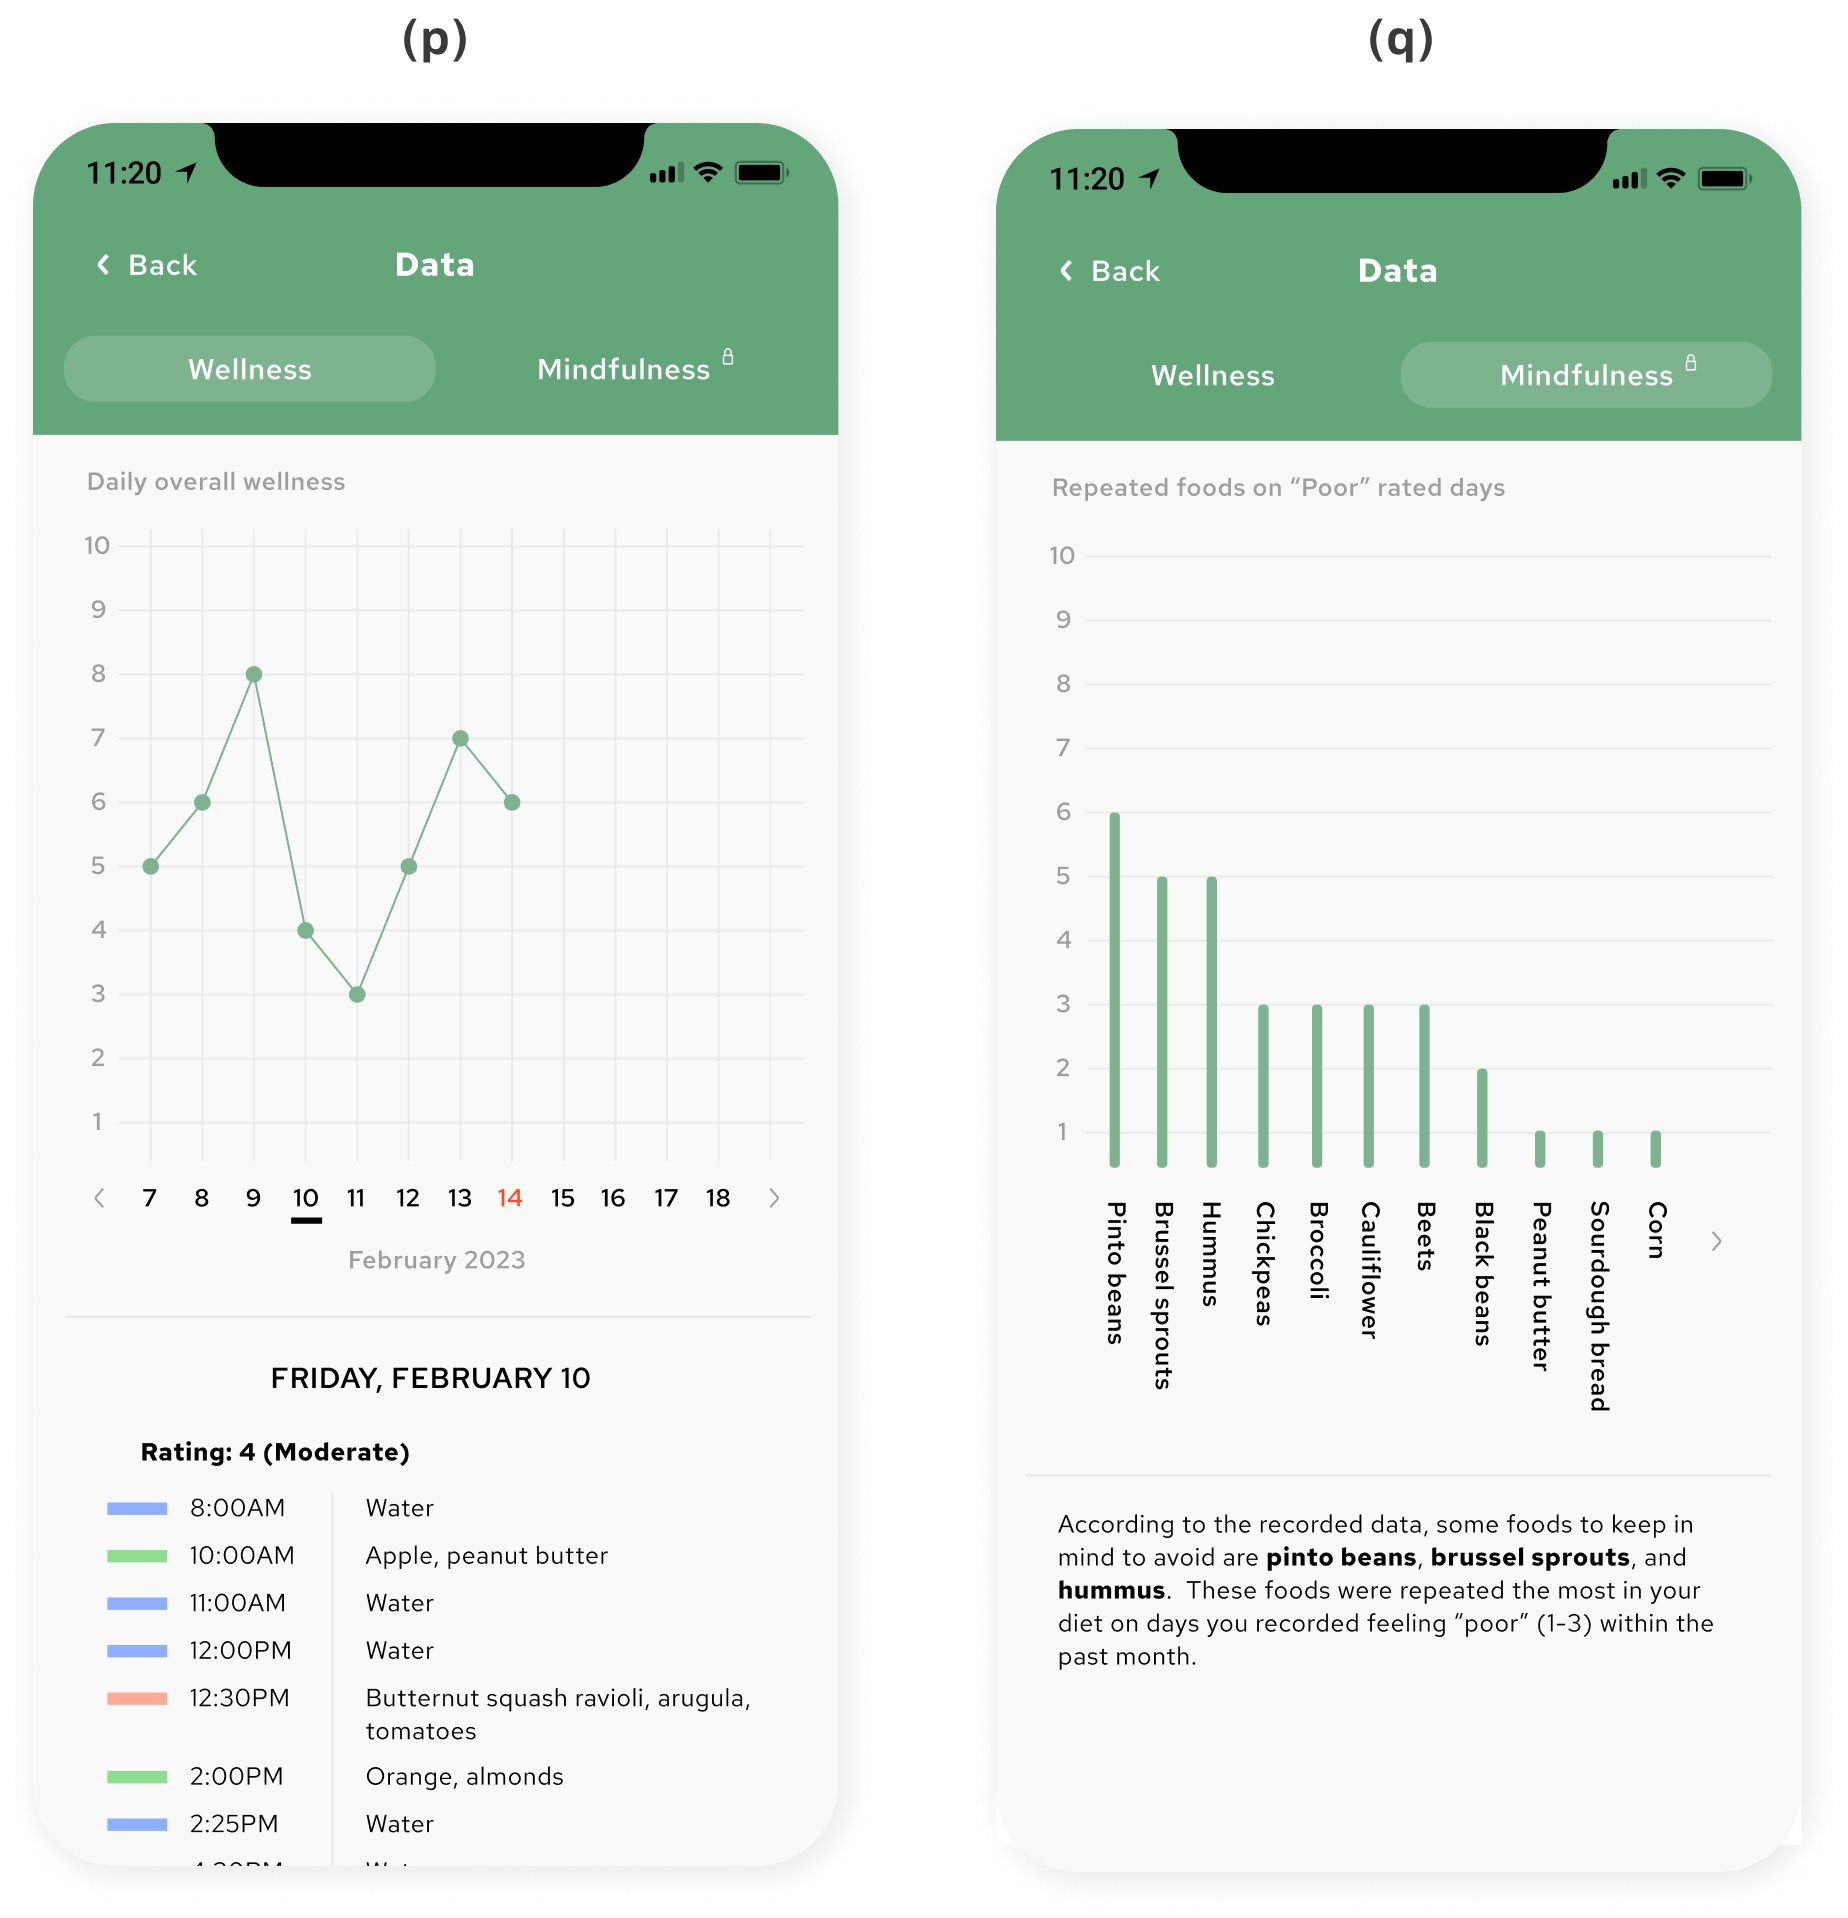 (p)
11:20
Back
Data
Wellness
Mindfulness
Daily overall wellness
10
9
8
7
6
5
4
3
2
1
7 8 9 10 11 12 13 14 15 16 17 18
February 2023
FRIDAY, FEBRUARY 10
Rating: 4 (Moderate)
8:00AM Water
10:00AM Apple, peanut butter
11:00AM Water
12:00PM Water
12:30PM Butternut squash ravioli, arugula,
tomatoes
2:00PM Orange, almonds
2:25PM Water
(q)
11:20
Back
Data
Wellness
Mindfulness
Repeated foods on “Poor” rated days
10
9
8
7
6
5
4
3
2
1
Pinto beans
Brussel sprouts
Hummus
Chickpeas
Broccoli
Cauliflower
Beets
Black beans
Peanut butter
Sourdough bread
Corn
According to the recorded data, some foods to keep in
mind to avoid are pinto beans, brussel sprouts, and
hummus. These foods were repeated the most in your
diet on days you recorded feeling “poor” (1-3) within the
past month.